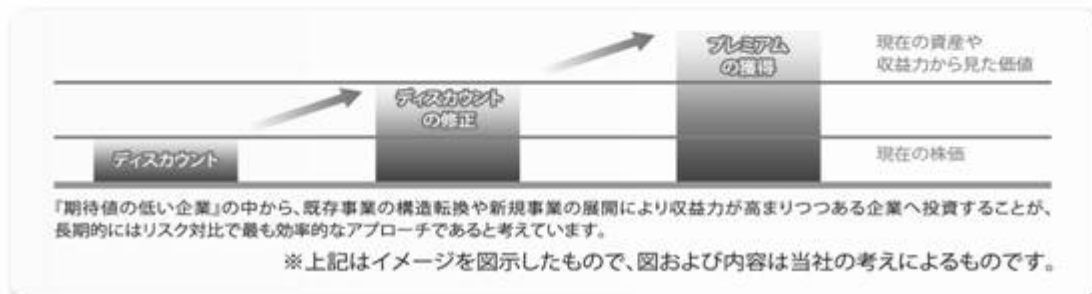 プレミアム
の獲得
現在の資産や
収益力から見た価値
ディスカウント
の修正
ディスカウント
現在の株価
『期待値の低い企業』の中から、既存事業の構造転換や新規事業の展開により収益力が高まりつつある企業へ投資することが、
長期的にはリスク対比で最も効率的なアプローチであると考えています。
※上記はイメージを図示したもので、図および内容は当社の考えによるものです。